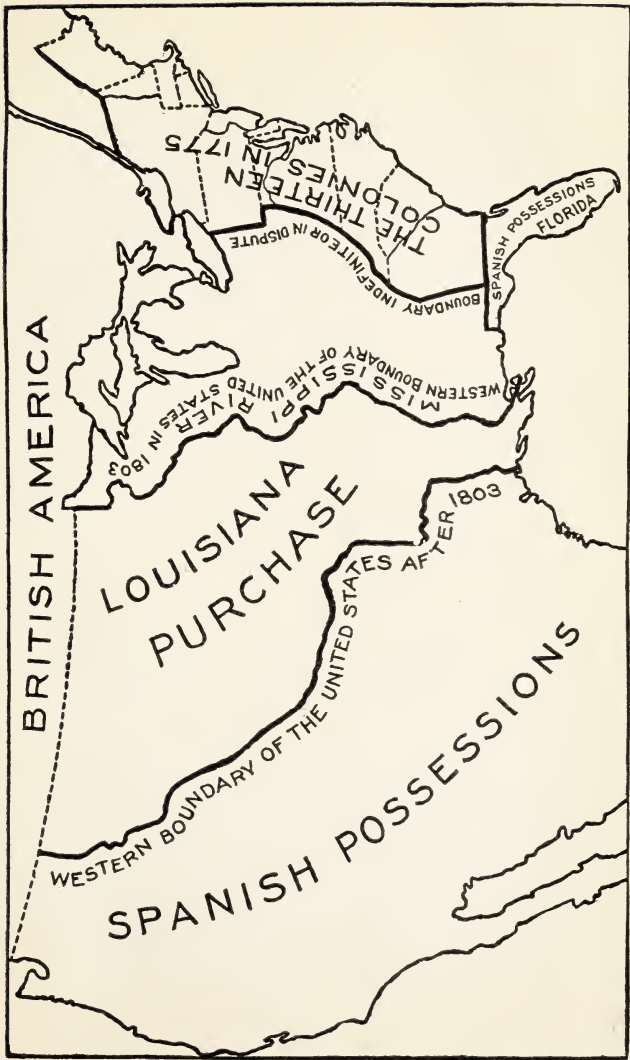 BRITISH AMERICA
THE THIRTEEN
COLONIES
IN 1775
BOUNDARY INDEFINITE OR IN DISPUTE
SPANISH POSSESSIONS
FLORIDA
WESTERN BOUNDARY OF THE UNITED STATES IN 1803
MISSISSIPPI RIVER
LOUISIANA
PURCHASE
WESTERN BOUNDARY OF THE UNITED STATES AFTER 1803
SPANISH POSSESSIONS